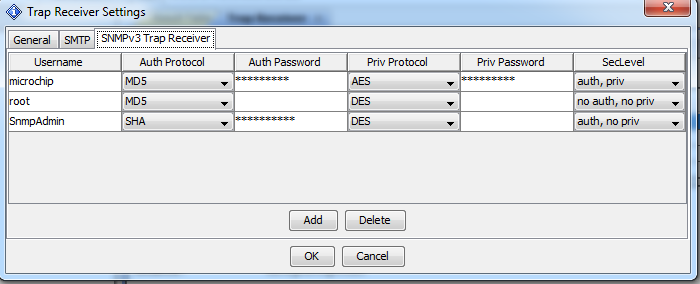 Trap Receiver Settings
General SMTP SNMPv3 Trap Receiver
Username Auth Protocol Auth Password Priv Protocol Priv Password SecLevel
microchip MD5 ********* AES ********* auth, priv
root MD5 DES no auth, no priv
SnmpAdmin SHA ********** DES auth, no priv
Add Delete
OK Cancel